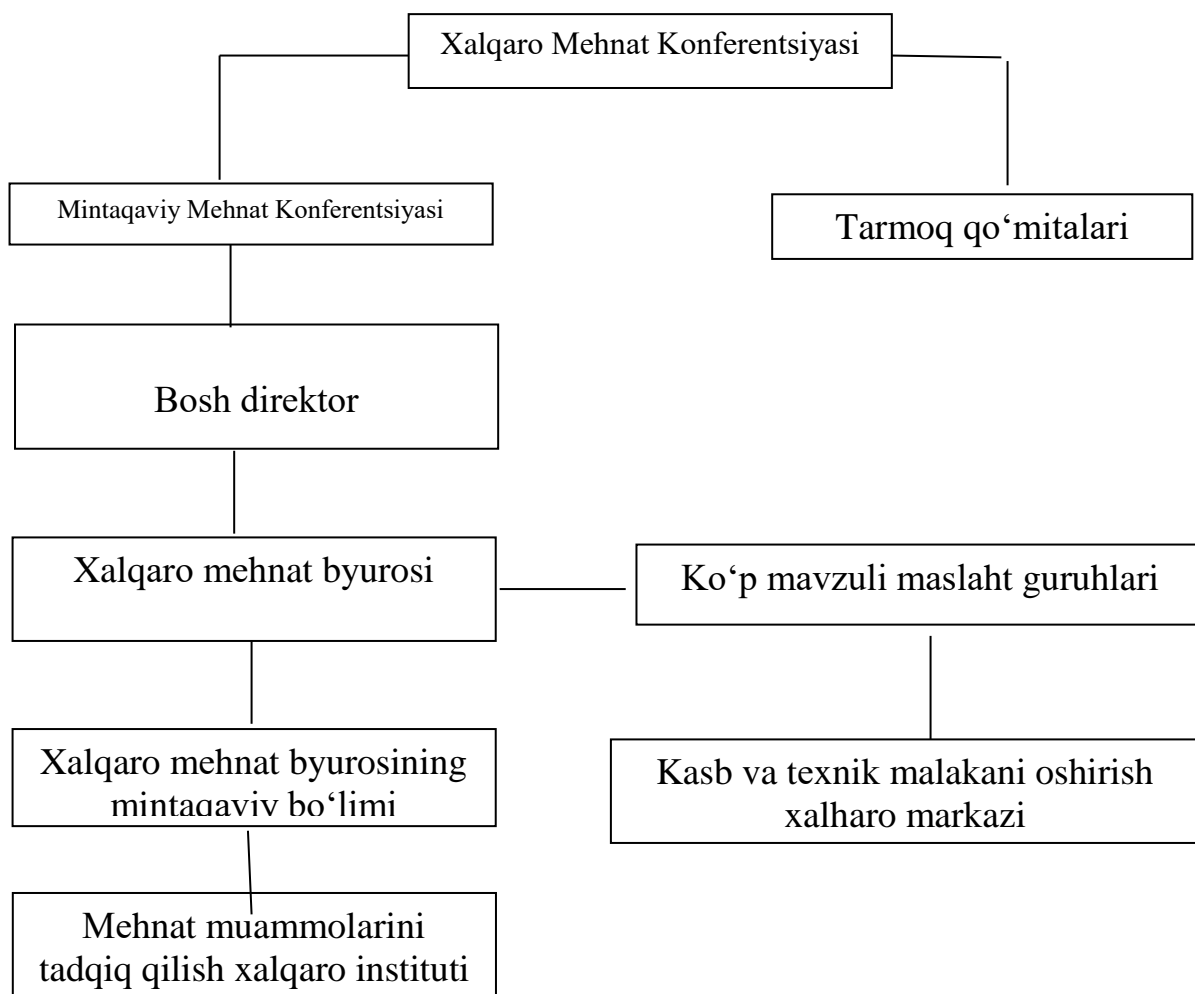 Xalqaro Mehnat Konferentsiyasi
Mintaqaviy Mehnat Konferentsiyasi
Tarmoq qo‘mitalari
Bosh direktor
Xalqaro mehnat byurosi
Ko‘p mavzuli maslaht guruhlari
Xalqaro mehnat byurosining
mintaqaviy bo‘limi
Kasb va texnik malakani oshirish
xalharo markazi
Mehnat muammolarini
tadqiq qilish xalqaro instituti